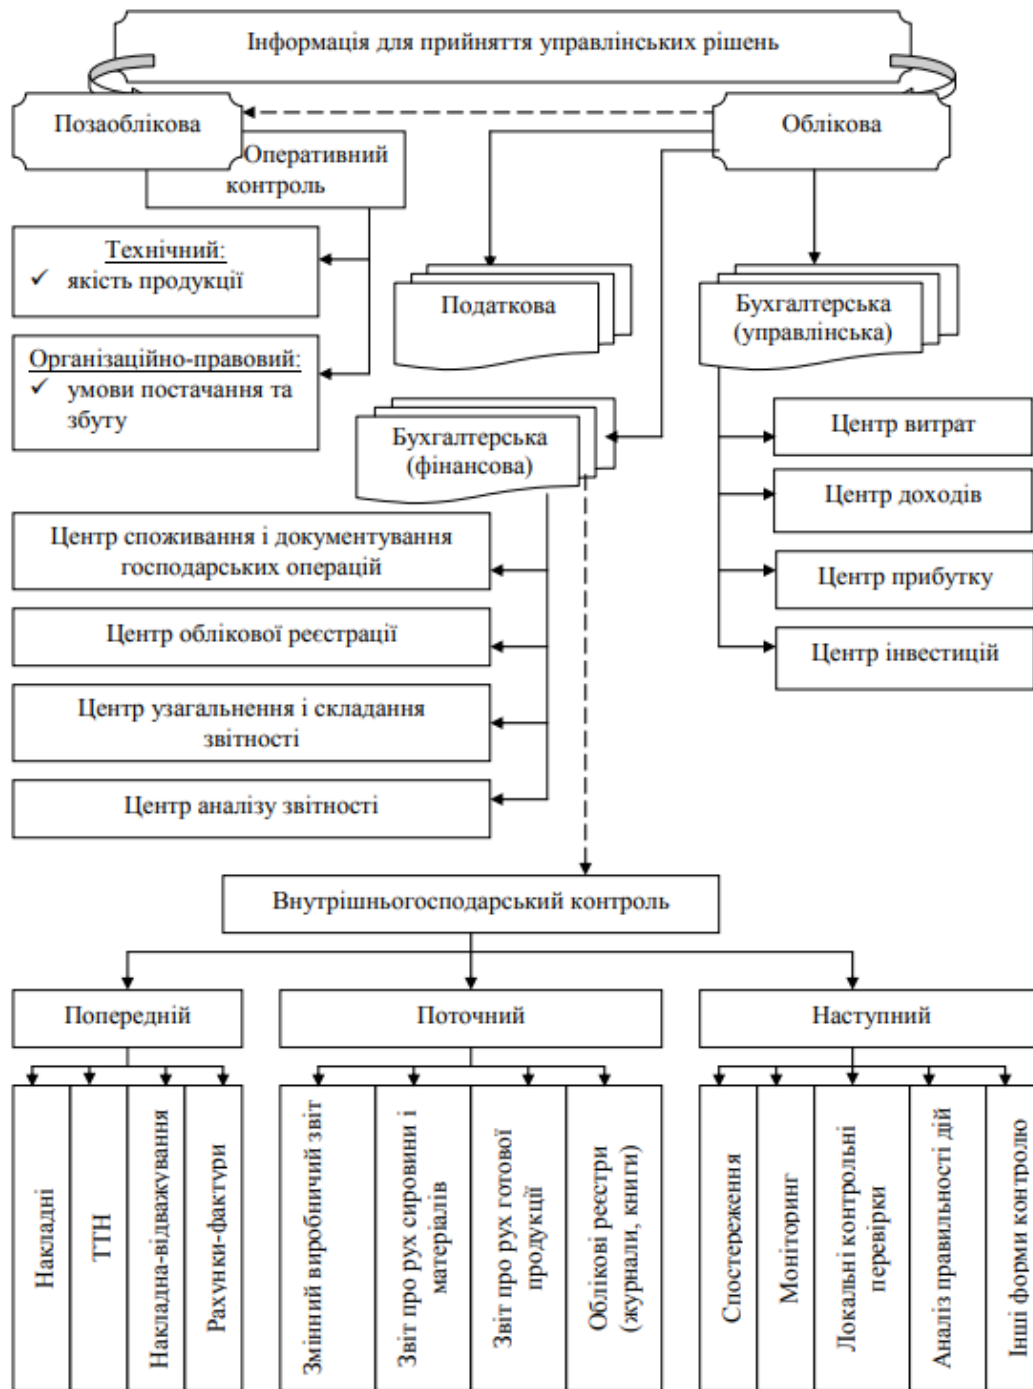 Інформація для прийняття управлінських рішень
Позаоблікова
Облікова
Оперативний
контроль
Технічний:
✓ якість продукції
Організаційно-правовий:
✓ умови постачання та
збуту
Податкова
Бухгалтерська
(управлінська)
Бухгалтерська
(фінансова)
Центр витрат
Центр доходів
Центр прибутку
Центр інвестицій
Центр споживання і документування
господарських операцій
Центр облікової реєстрації
Центр узагальнення і складання
звітності
Центр аналізу звітності
Внутрішньогосподарський контроль
Попередній
Поточний
Наступний
Накладні
ТТН
Накладна-відважування
Рахунки-фактури
Змінний виробничий звіт
Звіт про рух сировини і
матеріалів
Звіт про рух готової
продукції
Облікові реєстри
(журнали, книги)
Спостереження
Моніторинг
Локальні контрольні
перевірки
Аналіз правильності дій
Інші форми контролю